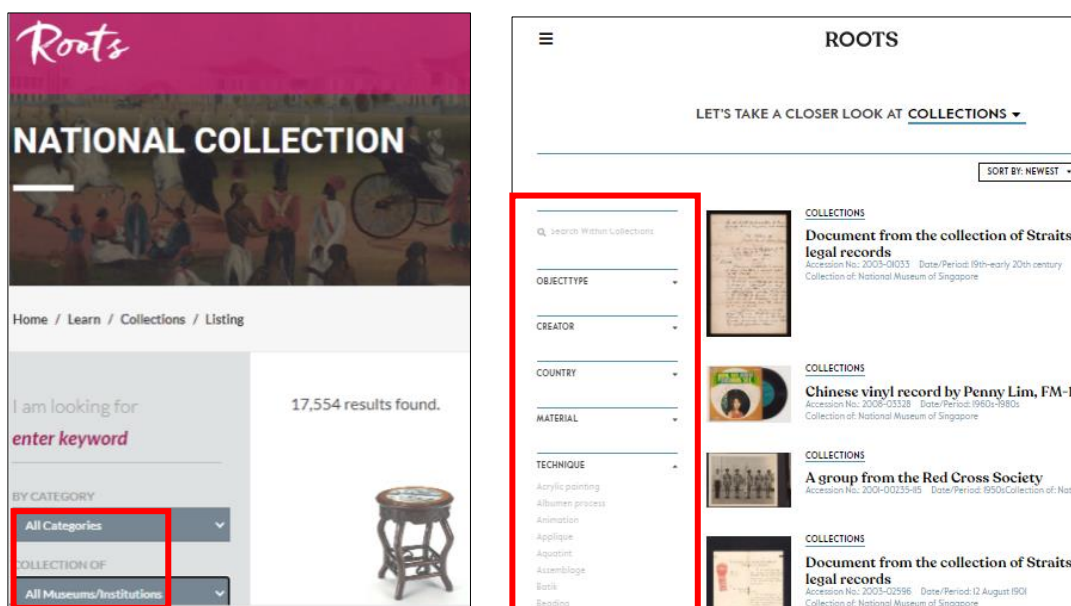 Roots
NATIONAL COLLECTION
Home / Learn / Collections / Listing
I am looking for
enter keyword
17,554 results found.
BY CATEGORY
All Categories
COLLECTION OF
All Museums/Institutions
ROOTS
LET'S TAKE A CLOSER LOOK AT COLLECTIONS
SORT BY: NEWEST
Search Within Collections
OBJECTTYPE
CREATOR
COUNTRY
MATERIAL
TECHNIQUE
Acrylic painting
Albumen process
Animation
Applique
Aquatint
Assemblage
Batik
Beading
COLLECTIONS
Document from the collection of Straits
legal records
Accession No.: 2003-01033 Date/Period: 19th-early 20th century
Collection of: National Museum of Singapore
COLLECTIONS
Chinese vinyl record by Penny Lim, FM-1
Accession No.: 2008-03328 Date/Period: 1960s-1980s
Collection of: National Museum of Singapore
COLLECTIONS
A group from the Red Cross Society
Accession No.: 2001-00235-115 Date/Period: 1950sCollection of: Nat
COLLECTIONS
Document from the collection of Straits
legal records
Accession No.: 2003-02596 Date/Period: 12 August 1901
Collection of: National Museum of Singapore